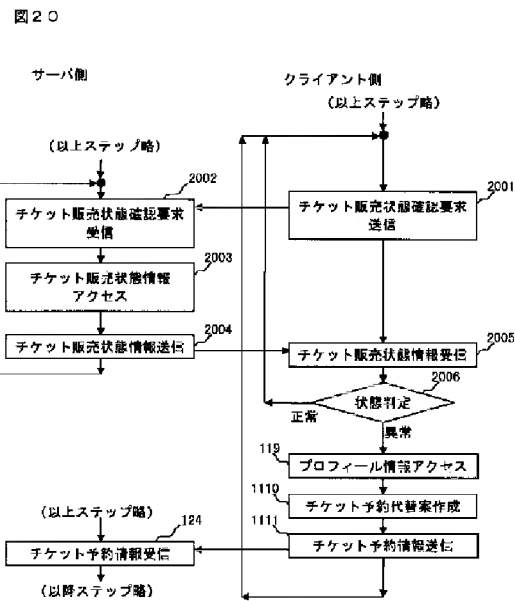 図20
サーバ側
クライアント側
(以上ステップ略)
(以上ステップ略)
2002
2001
チケット販売状態確認要求
受信
チケット販売状態確認要求
送信
2003
チケット販売状態情報
アクセス
2004
チケット販売状態情報送信
2005
チケット販売状態情報受信
2006
状態判定
正常
異常
119
プロフィール情報アクセス
1110
チケット予約代替案作成
(以上ステップ略)
124
1111
チケット予約情報受信
チケット予約情報送信
(以降ステップ略)